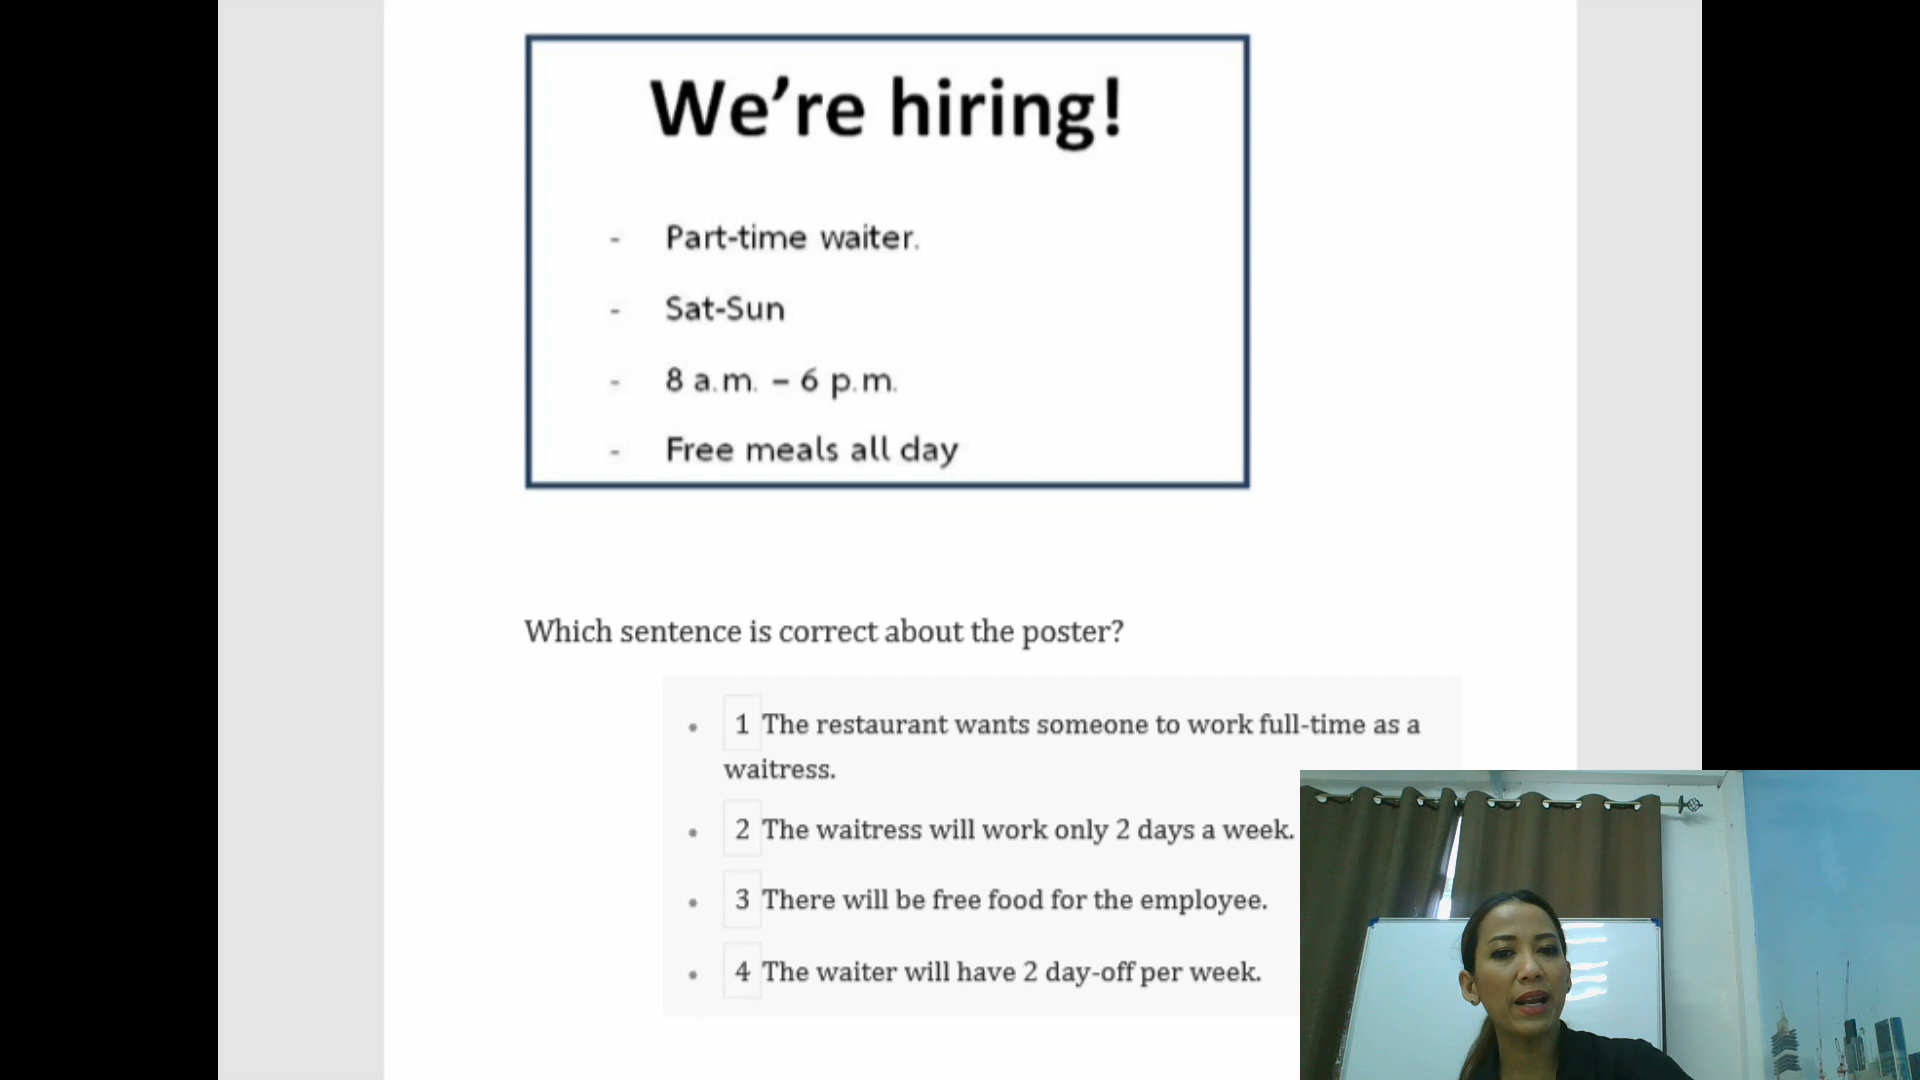 We're hiring!
- Part-time waiter.
- Sat-Sun
- 8 a.m. – 6 p.m.
- Free meals all day
Which sentence is correct about the poster?
• 1 The restaurant wants someone to work full-time as a
waitress.
• 2 The waitress will work only 2 days a week.
• 3 There will be free food for the employee.
• 4 The waiter will have 2 day-off per week.